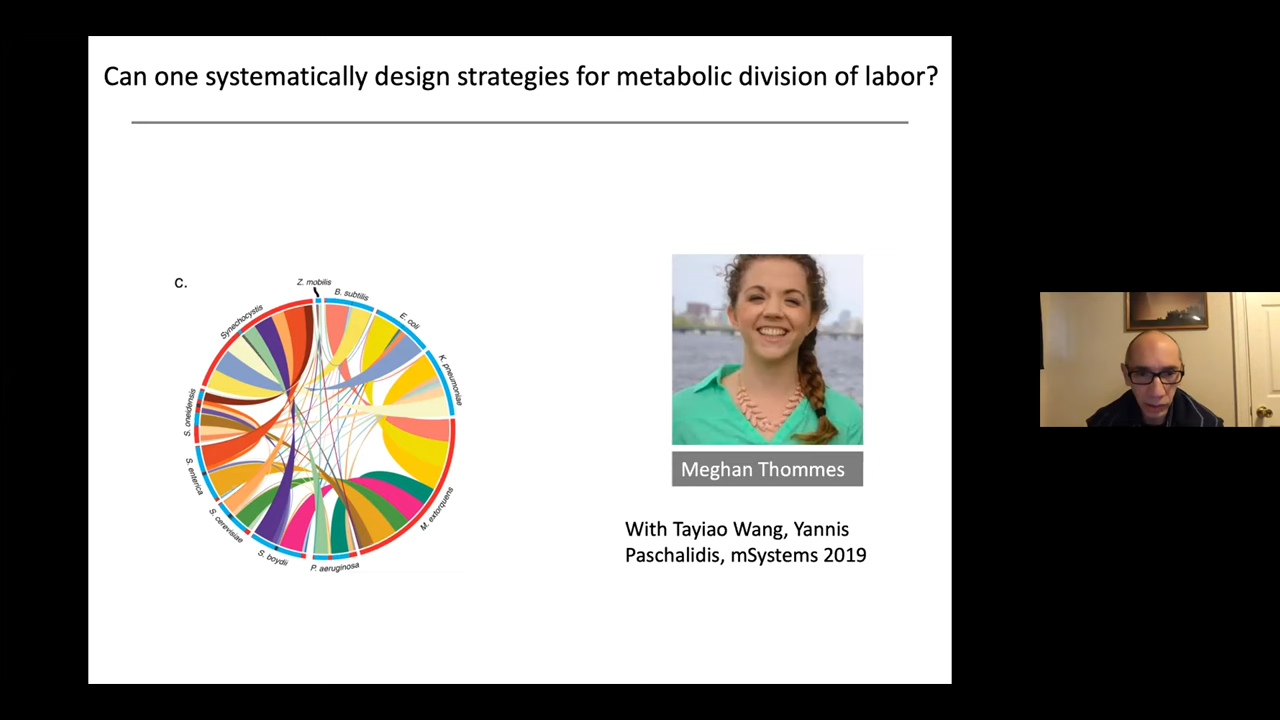 Can one systematically design strategies for metabolic division of labor?
c.
Z. mobilis
B. subtilis
E. coli
K. pneumoniae
M. extorquens
P. aeruginosa
S. boydii
S. cerevisiae
S. enterica
S. oneidensis
Synechocystis
Meghan Thommes
With Tayiao Wang, Yannis
Paschalidis, mSystems 2019